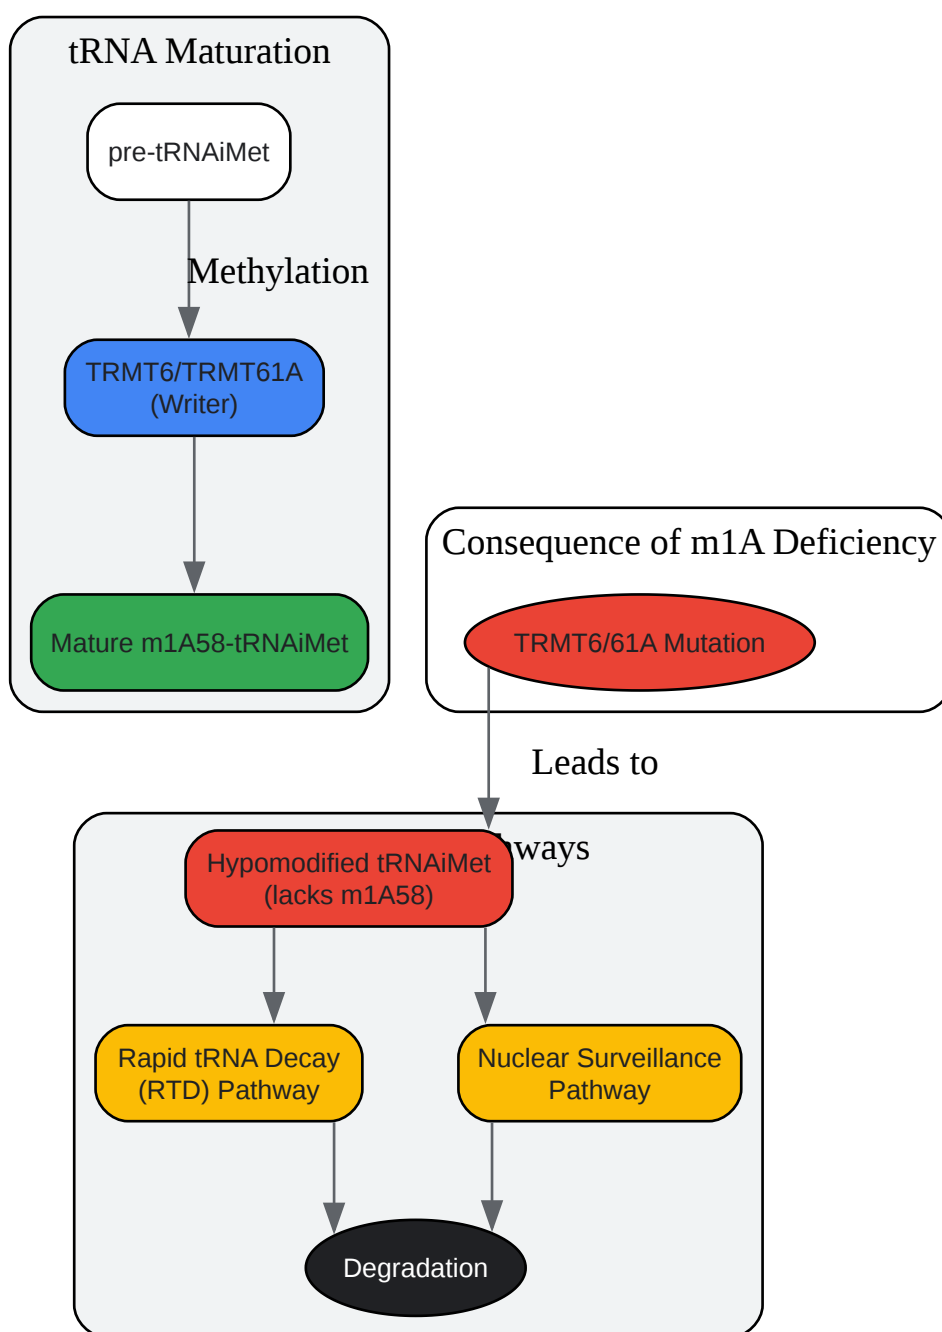 tRNA Maturation
pre-tRNAiMet
Methylation
TRMT6/TRMT61A
(Writer)
Mature m1A58-tRNAiMet
Consequence of m1A Deficiency
TRMT6/61A Mutation
Leads to
Hypomodified tRNAiMet
(lacks m1A58)
Rapid tRNA Decay
(RTD) Pathway
Nuclear Surveillance
Pathway
Degradation